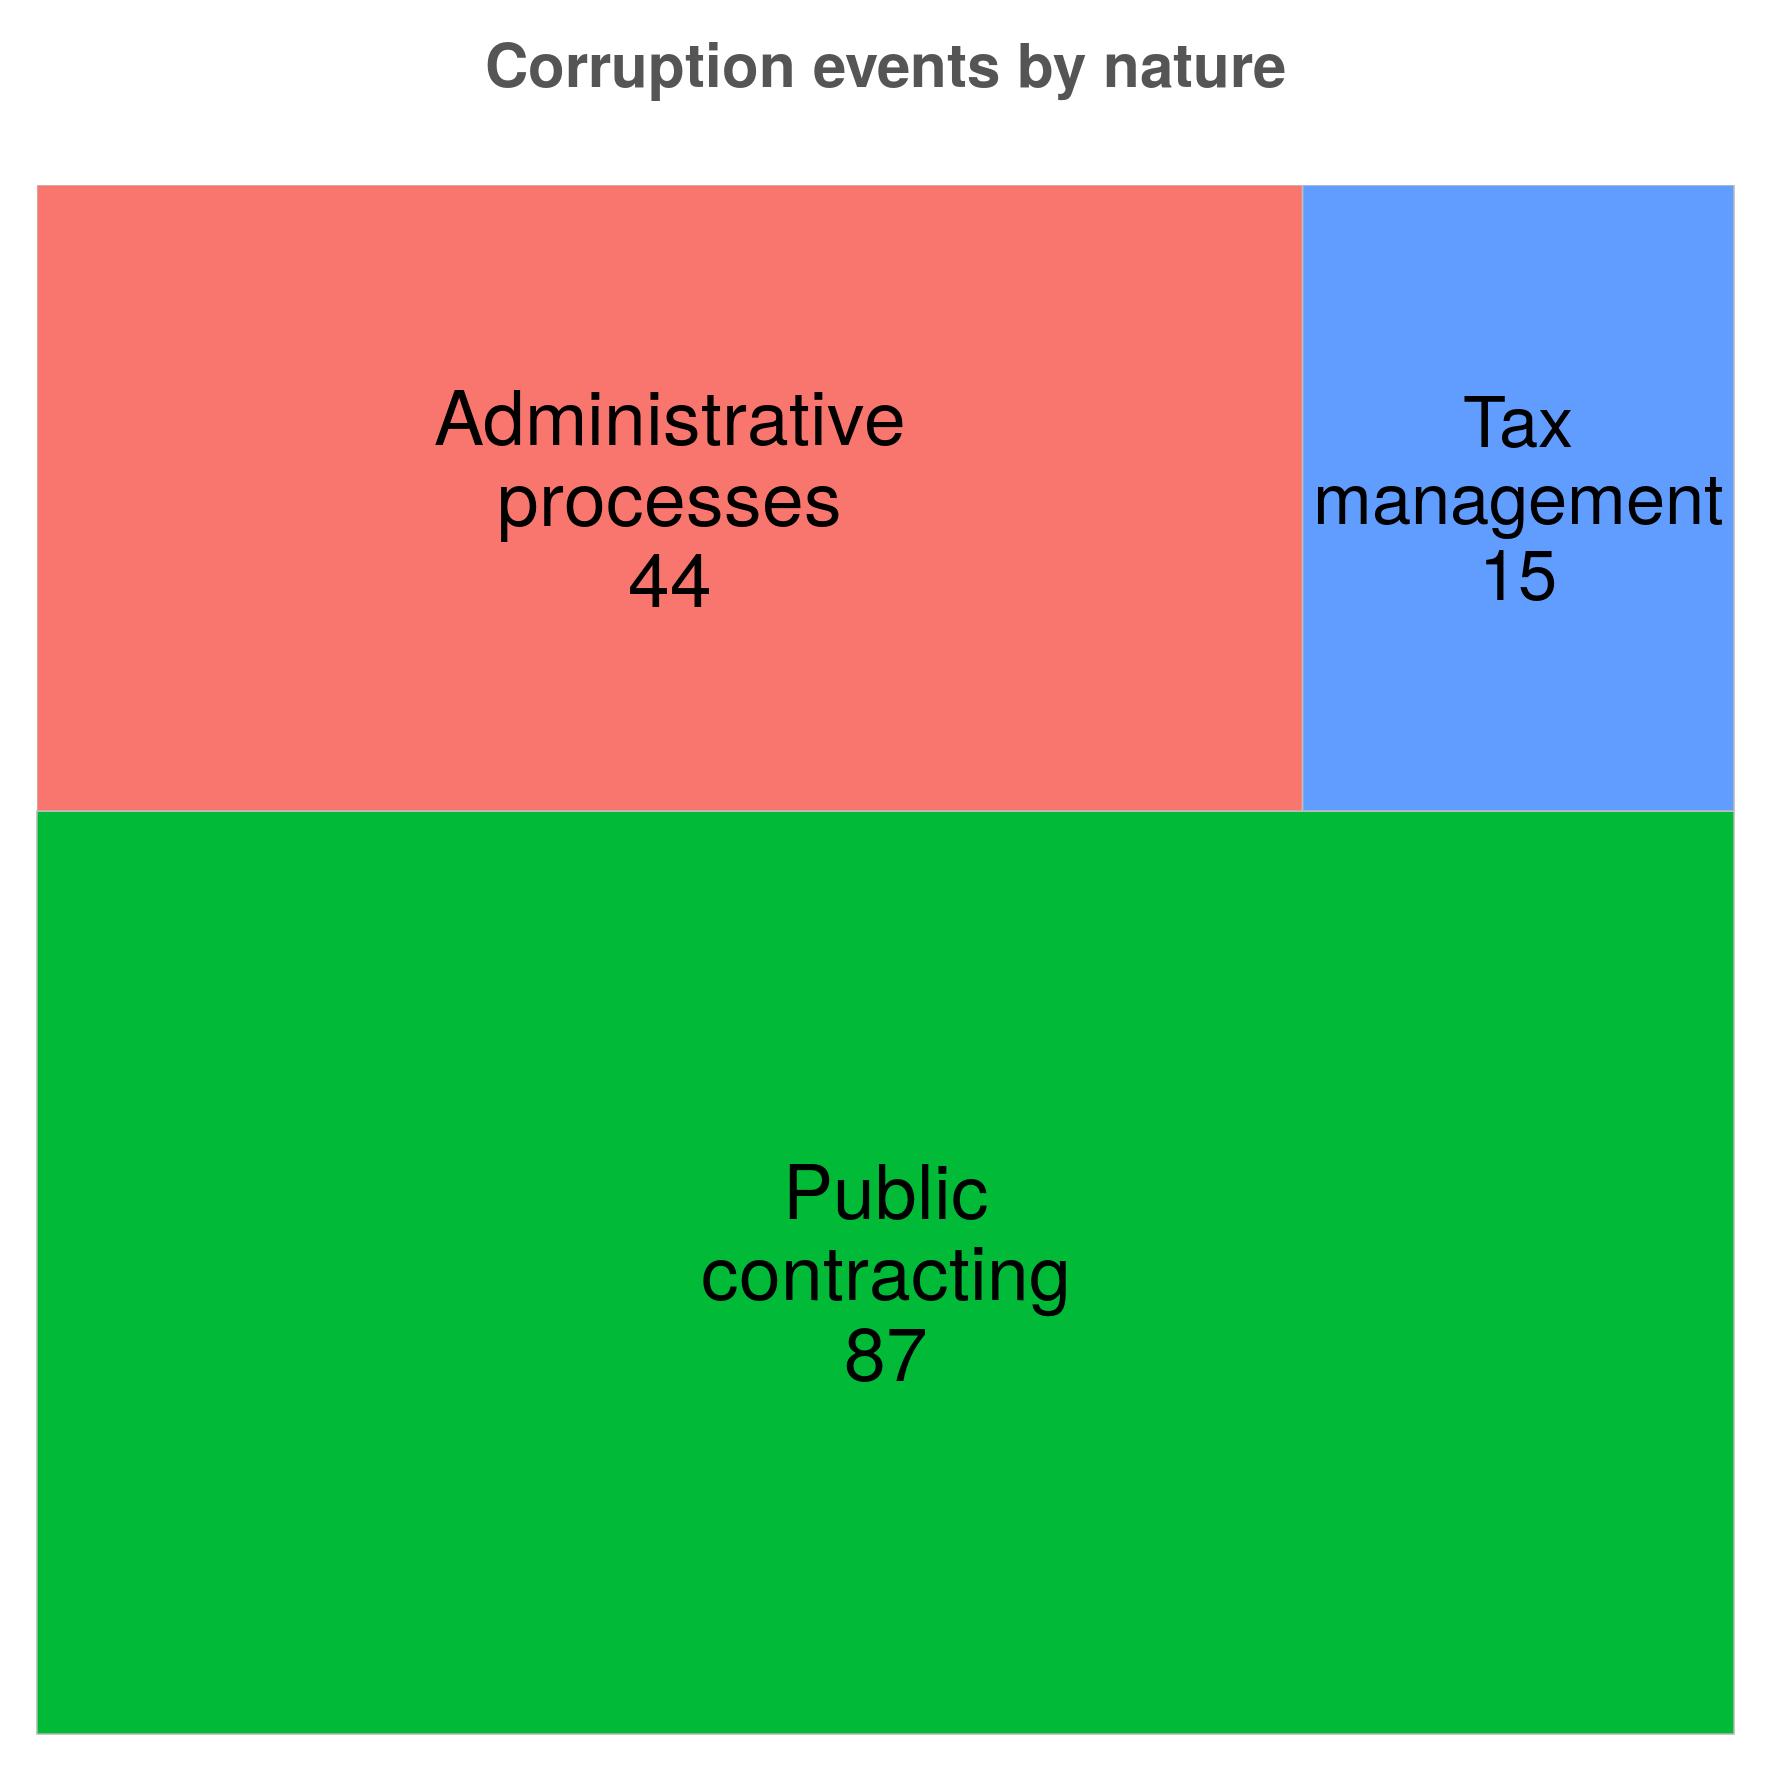 Corruption events by nature
Administrative
processes
44
Tax
management
15
Public
contracting
87